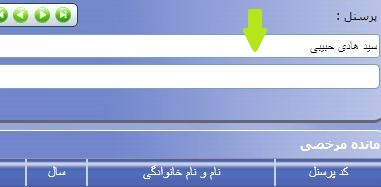 پرسنل :
سید هادی حبیبی
مانده مرخصی
کد پرسنل	نام و نام خانوادگی	سال